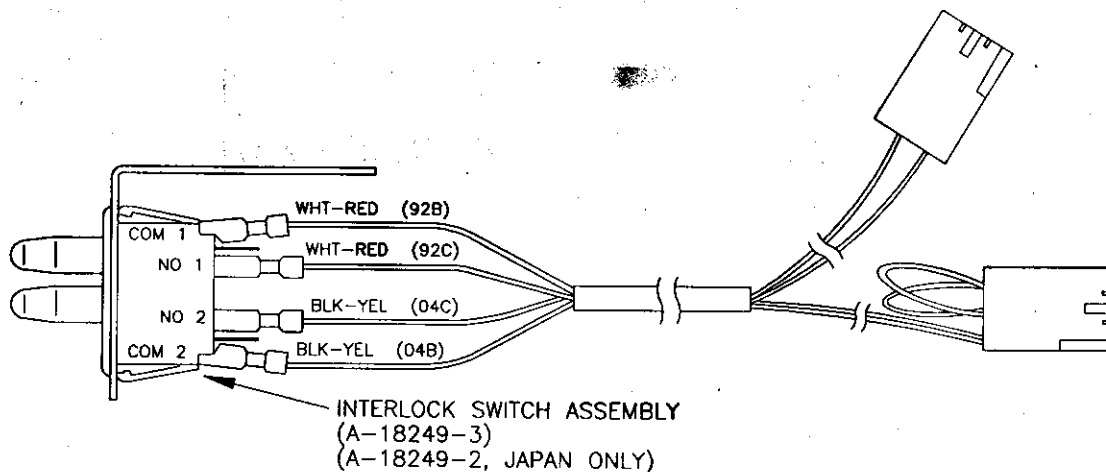 WHT-RED (92B)
COM 1
WHT-RED (92C)
NO 1
BLK-YEL (04C)
NO 2
BLK-YEL (04B)
COM 2
INTERLOCK SWITCH ASSEMBLY
(A-18249-3)
(A-18249-2, JAPAN ONLY)